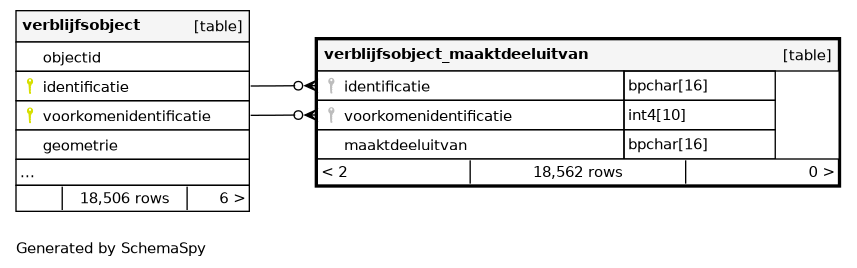 verblijfsobject [table]
objectid
identificatie
voorkomenidentificatie
geometrie
...
18,506 rows 6 >
verblijfsobject_maaktdeeluitvan [table]
identificatie bpchar[16]
voorkomenidentificatie int4[10]
maaktdeeluitvan bpchar[16]
< 2 18,562 rows 0 >
Generated by SchemaSpy